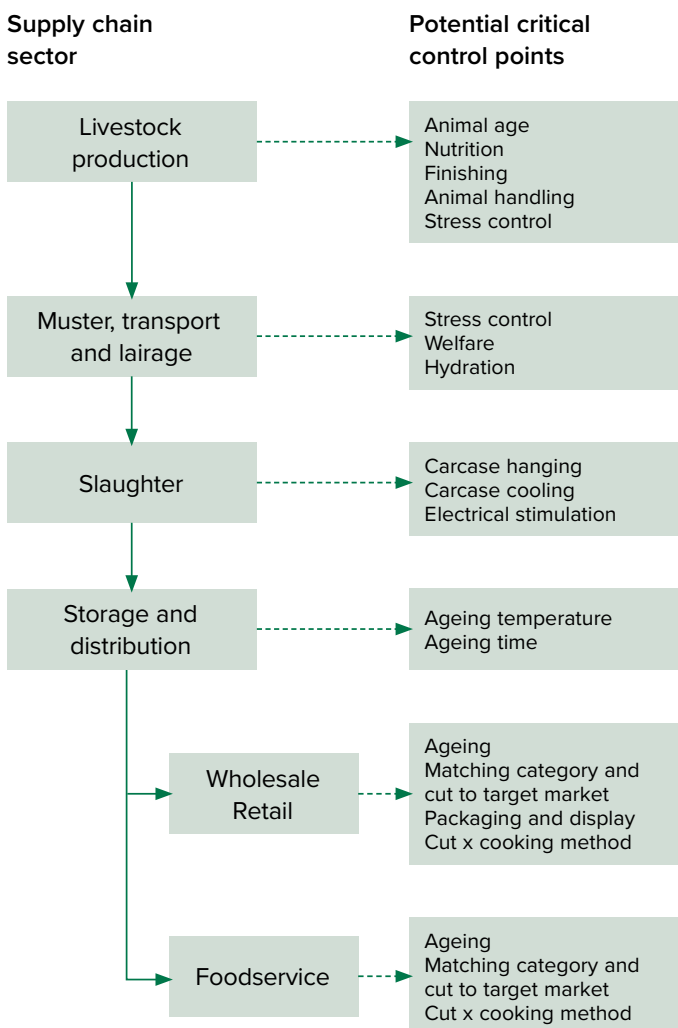 Supply chain
sector
Potential critical
control points
Livestock
production
Animal age
Nutrition
Finishing
Animal handling
Stress control
Muster, transport
and lairage
Stress control
Welfare
Hydration
Slaughter
Carcase hanging
Carcase cooling
Electrical stimulation
Storage and
distribution
Ageing temperature
Ageing time
Wholesale
Retail
Ageing
Matching category and
cut to target market
Packaging and display
Cut x cooking method
Foodservice
Ageing
Matching category and
cut to target market
Cut x cooking method